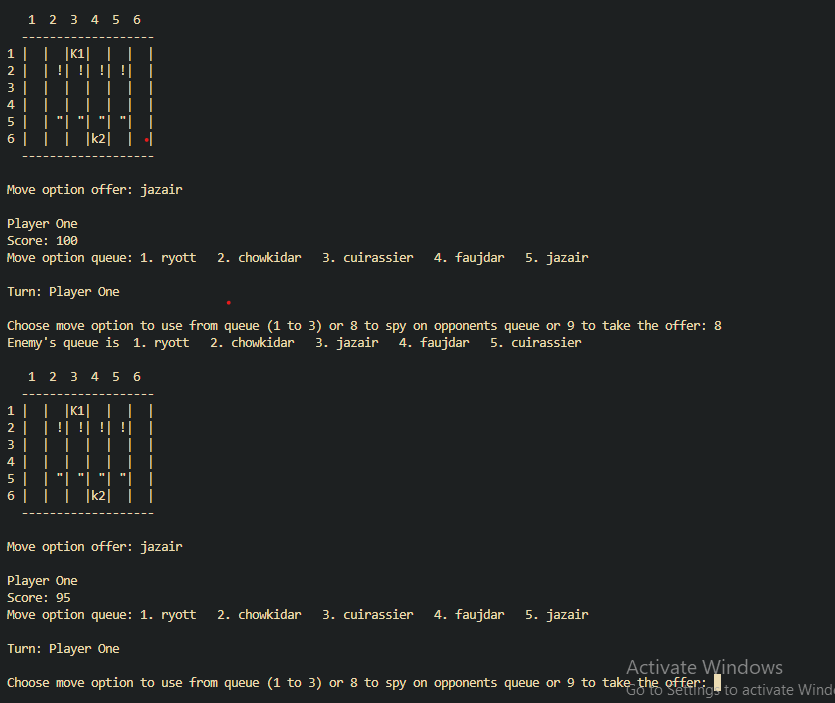 1  2  3  4  5  6
  -------------------
1 |  |  |K1|  |  |  |
2 |  | !| !| !| !|  |
3 |  |  |  |  |  |  |
4 |  |  |  |  |  |  |
5 |  | "| "| "| "|  |
6 |  |  |  |k2|  |  |
  -------------------
Move option offer: jazair
Player One
Score: 100
Move option queue: 1. ryott   2. chowkidar   3. cuirassier   4. faujdar   5. jazair
Turn: Player One
Choose move option to use from queue (1 to 3) or 8 to spy on opponents queue or 9 to take the offer: 8
Enemy's queue is  1. ryott   2. chowkidar   3. jazair   4. faujdar   5. cuirassier
   1  2  3  4  5  6
  -------------------
1 |  |  |K1|  |  |  |
2 |  | !| !| !| !|  |
3 |  |  |  |  |  |  |
4 |  |  |  |  |  |  |
5 |  | "| "| "| "|  |
6 |  |  |  |k2|  |  |
  -------------------
Move option offer: jazair
Player One
Score: 95
Move option queue: 1. ryott   2. chowkidar   3. cuirassier   4. faujdar   5. jazair
Turn: Player One
Choose move option to use from queue (1 to 3) or 8 to spy on opponents queue or 9 to take the offer:
Activate Windows
Go to Settings to activate Wind